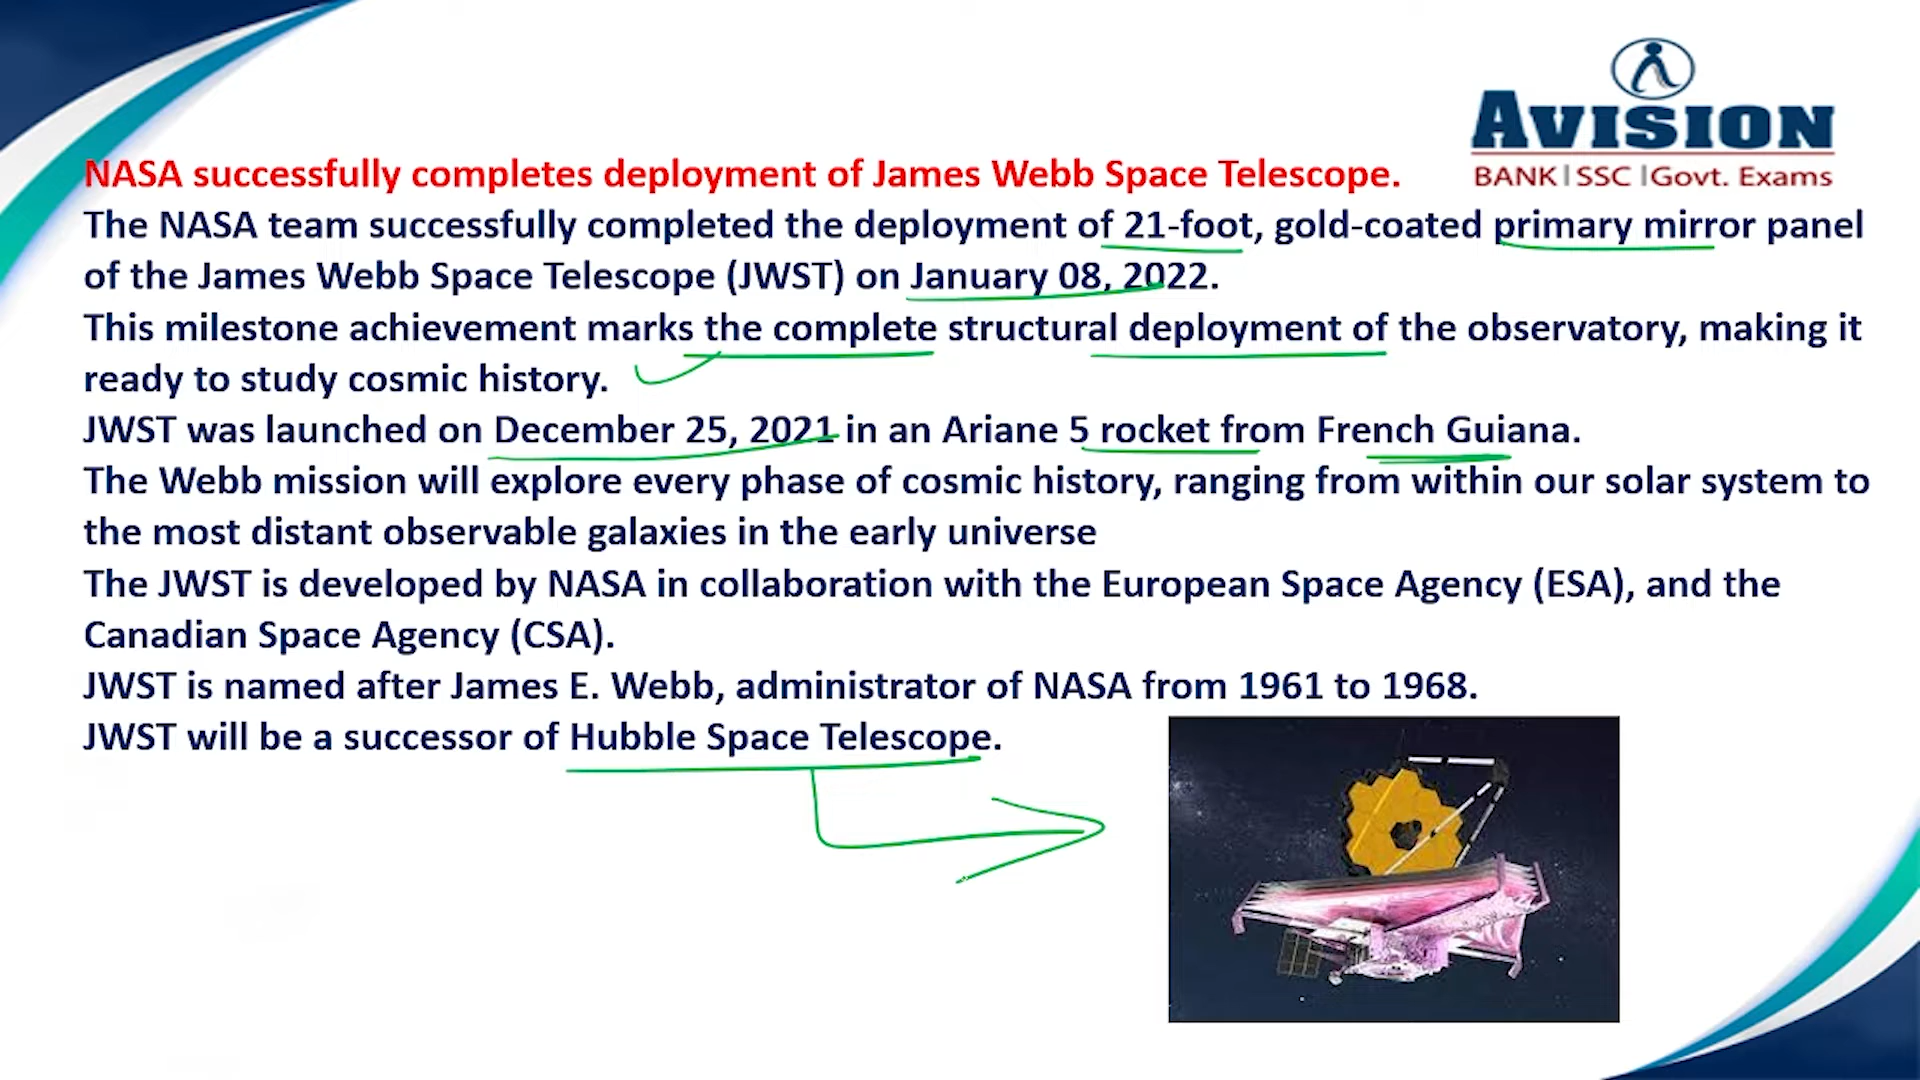 AVISION
BANK|SSC|Govt. Exams
NASA successfully completes deployment of James Webb Space Telescope.
The NASA team successfully completed the deployment of 21-foot, gold-coated primary mirror panel
of the James Webb Space Telescope (JWST) on January 08, 2022.
This milestone achievement marks the complete structural deployment of the observatory, making it
ready to study cosmic history.
JWST was launched on December 25, 2021 in an Ariane 5 rocket from French Guiana.
The Webb mission will explore every phase of cosmic history, ranging from within our solar system to
the most distant observable galaxies in the early universe
The JWST is developed by NASA in collaboration with the European Space Agency (ESA), and the
Canadian Space Agency (CSA).
JWST is named after James E. Webb, administrator of NASA from 1961 to 1968.
JWST will be a successor of Hubble Space Telescope.